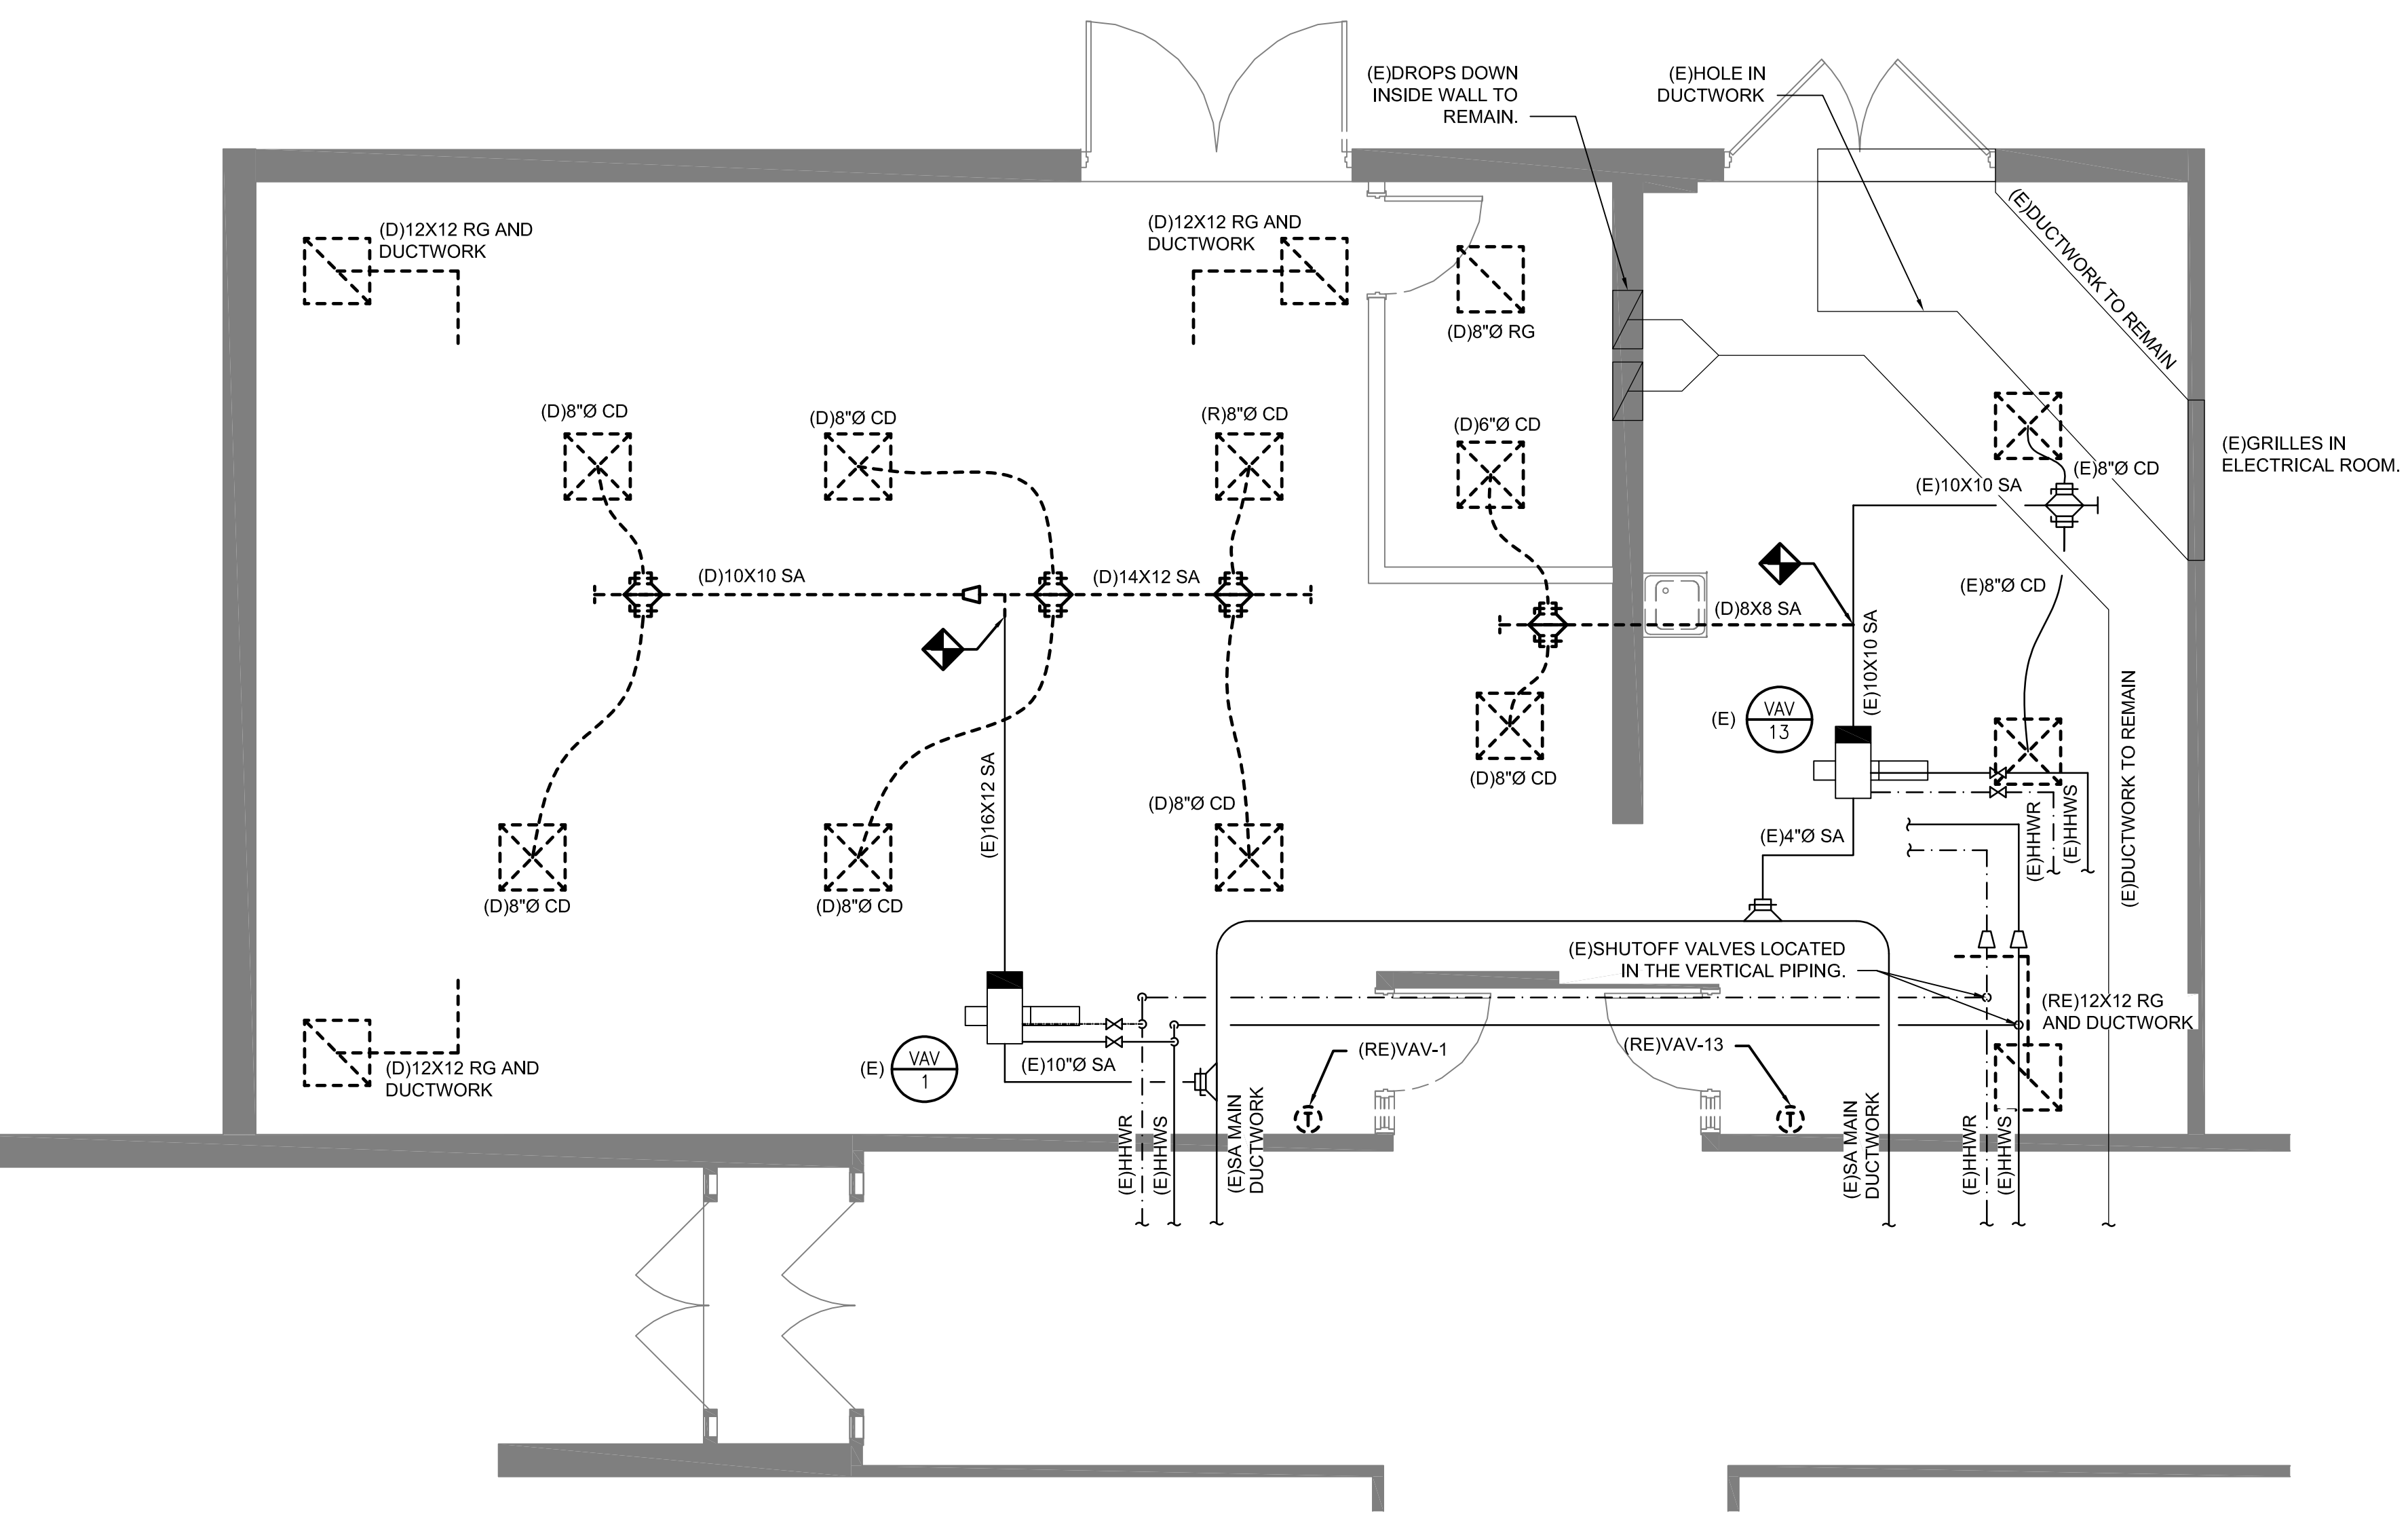 (E)DROPS DOWN
INSIDE WALL TO
REMAIN.
(E)HOLE IN
DUCTWORK
(D)12X12 RG AND
DUCTWORK
(D)12X12 RG AND
DUCTWORK
(E)DUCTWORK TO REMAIN
(D)8"Ø RG
(D)8"Ø CD
(D)8"Ø CD
(R)8"Ø CD
(D)6"Ø CD
(E)GRILLES IN
ELECTRICAL ROOM.
(E)8"Ø CD
(E)10X10 SA
(D)10X10 SA
(D)14X12 SA
(E)8"Ø CD
(D)8X8 SA
(E)10X10 SA
(E)
VAV
13
(E)DUCTWORK TO REMAIN
(D)8"Ø CD
(E)16X12 SA
(D)8"Ø CD
(E)4"Ø SA
(E)HHWR
(E)HHWS
(D)8"Ø CD
(D)8"Ø CD
(E)SHUTOFF VALVES LOCATED
IN THE VERTICAL PIPING.
(RE)12X12 RG
AND DUCTWORK
(RE)VAV-1
(RE)VAV-13
(D)12X12 RG AND
DUCTWORK
(E)
VAV
1
(E)10"Ø SA
T
T
(E)HHWR
(E)HHWS
(E)SA MAIN
DUCTWORK
(E)SA MAIN
DUCTWORK
(E)HHWR
(E)HHWS